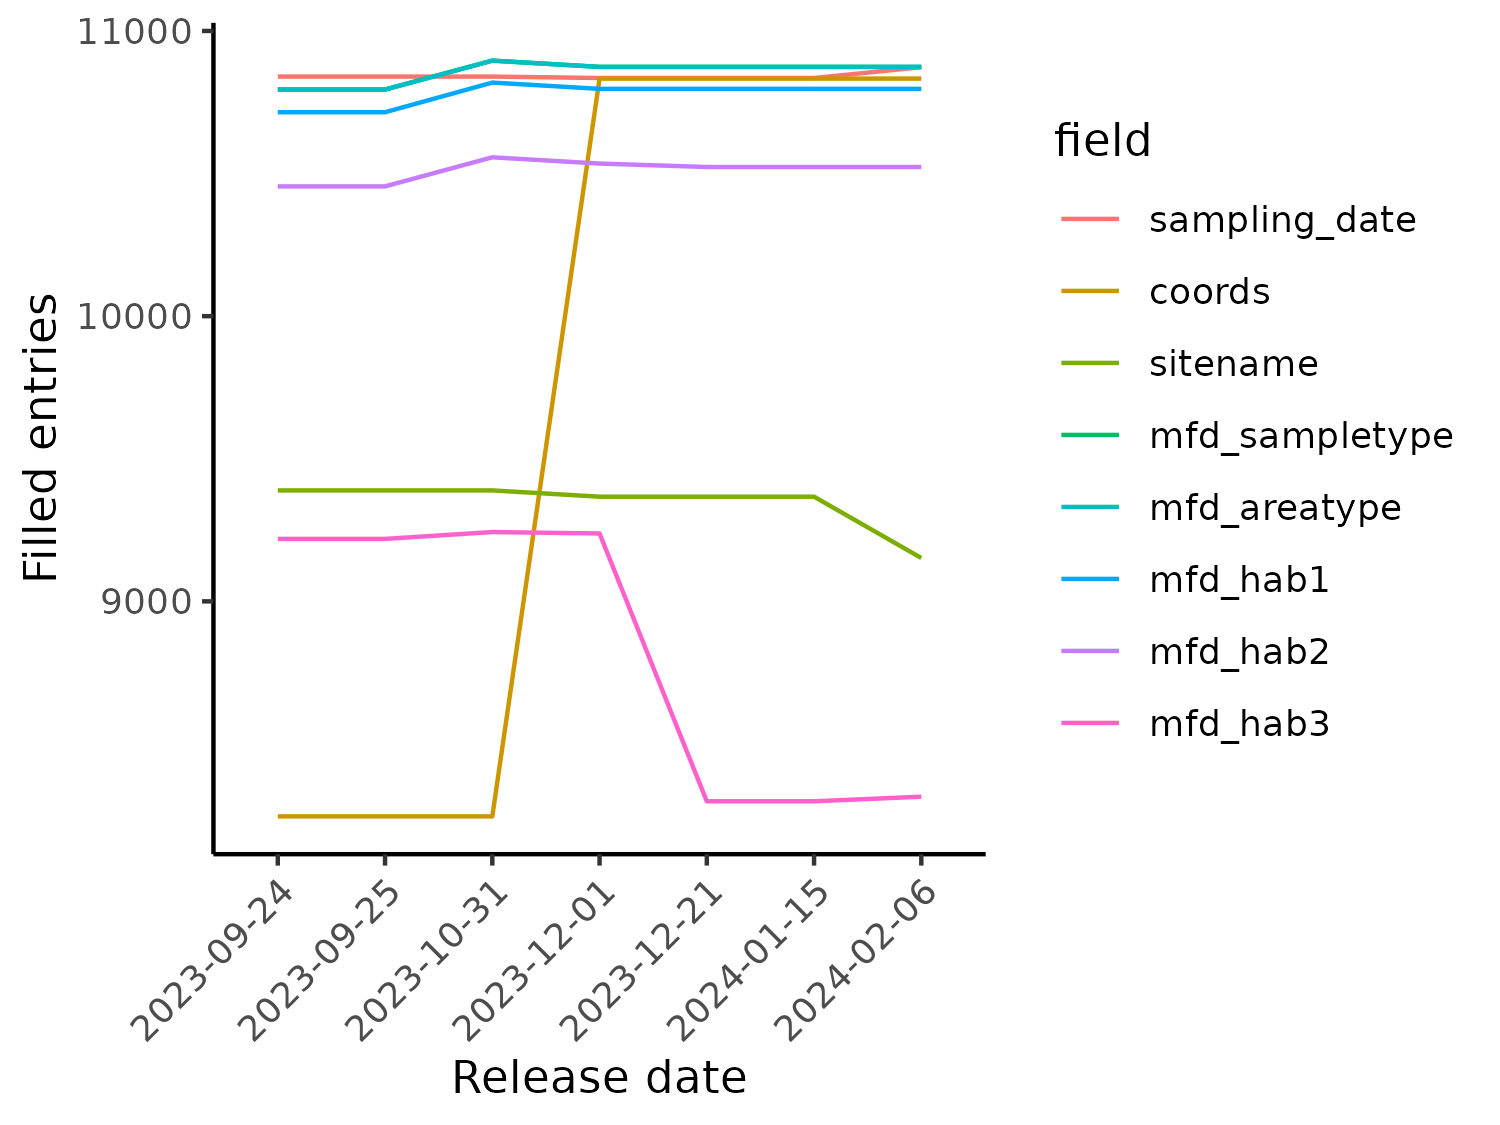 11000
10000
9000
Filled entries
2023-09-24
2023-09-25
2023-10-31
2023-12-01
2023-12-21
2024-01-15
2024-02-06
Release date
field
sampling_date
coords
sitename
mfd_sampletype
mfd_areatype
mfd_hab1
mfd_hab2
mfd_hab3